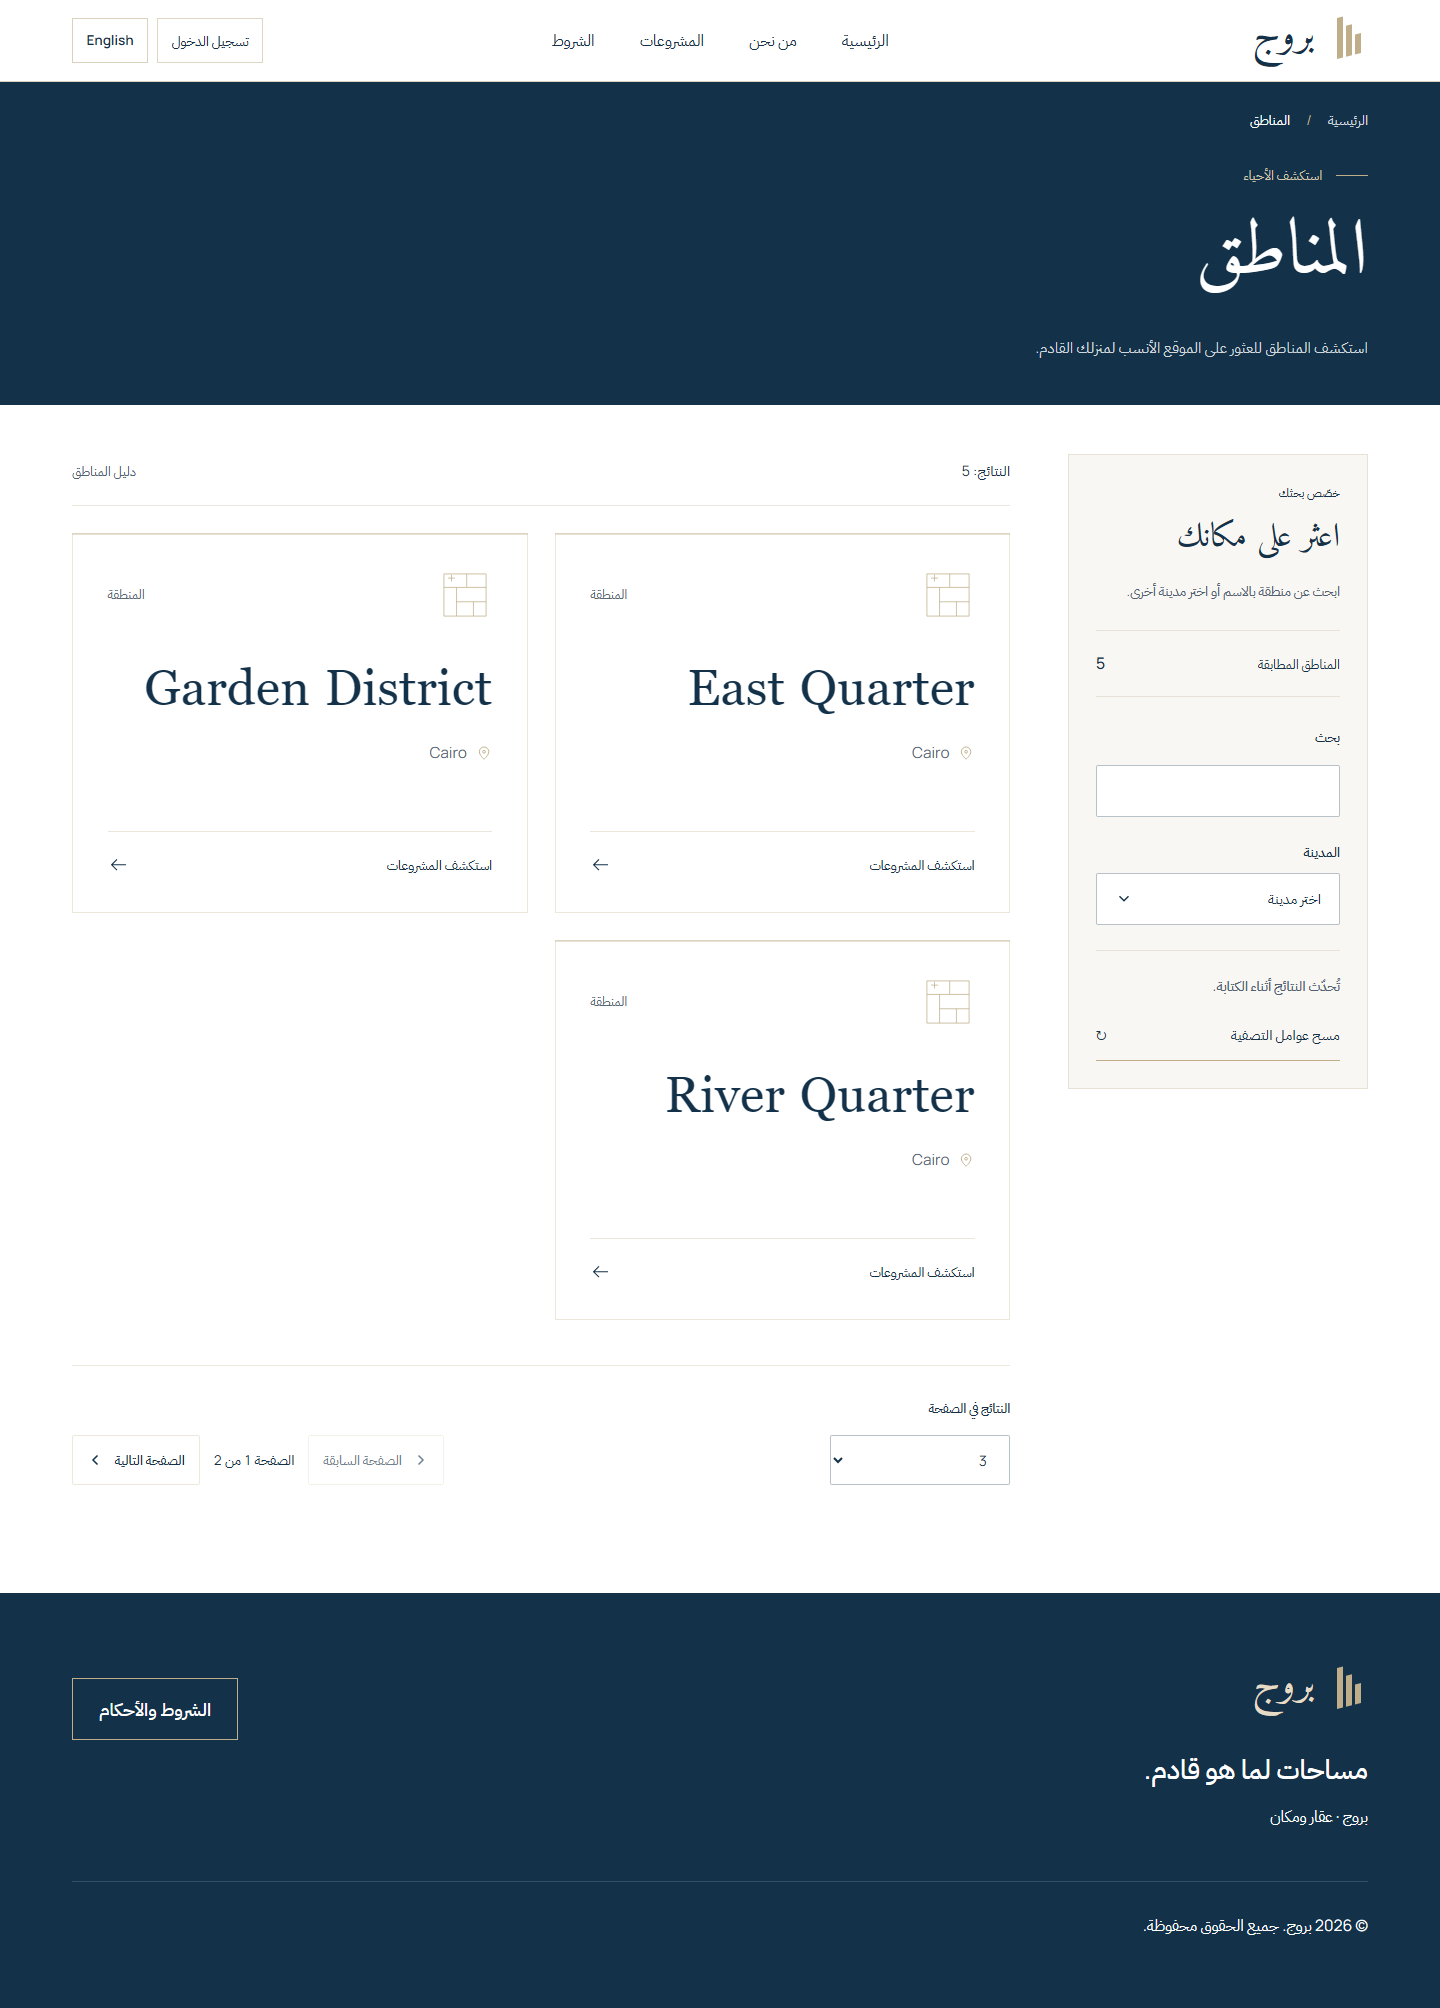 بروج
الرئيسية
من نحن
المشروعات
الشروط
تسجيل الدخول
English
الرئيسية / المناطق
استكشف الأحياء
المناطق
استكشف المناطق للعثور على الموقع الأنسب لمنزلك القادم.
خصّص بحثك
اعثر على مكانك
ابحث عن منطقة بالاسم أو اختر مدينة أخرى.
المناطق المطابقة 5
بحث
المدينة
اختر مدينة
تُحدّث النتائج أثناء الكتابة.
مسح عوامل التصفية ↻
النتائج: 5
دليل المناطق
المنطقة
East Quarter
Cairo
استكشف المشروعات ←
المنطقة
Garden District
Cairo
استكشف المشروعات ←
المنطقة
River Quarter
Cairo
استكشف المشروعات ←
النتائج في الصفحة
3
الصفحة السابقة
الصفحة 1 من 2
الصفحة التالية
بروج
مساحات لما هو قادم.
بروج · عقار ومكان
الشروط والأحكام
© 2026 بروج. جميع الحقوق محفوظة.